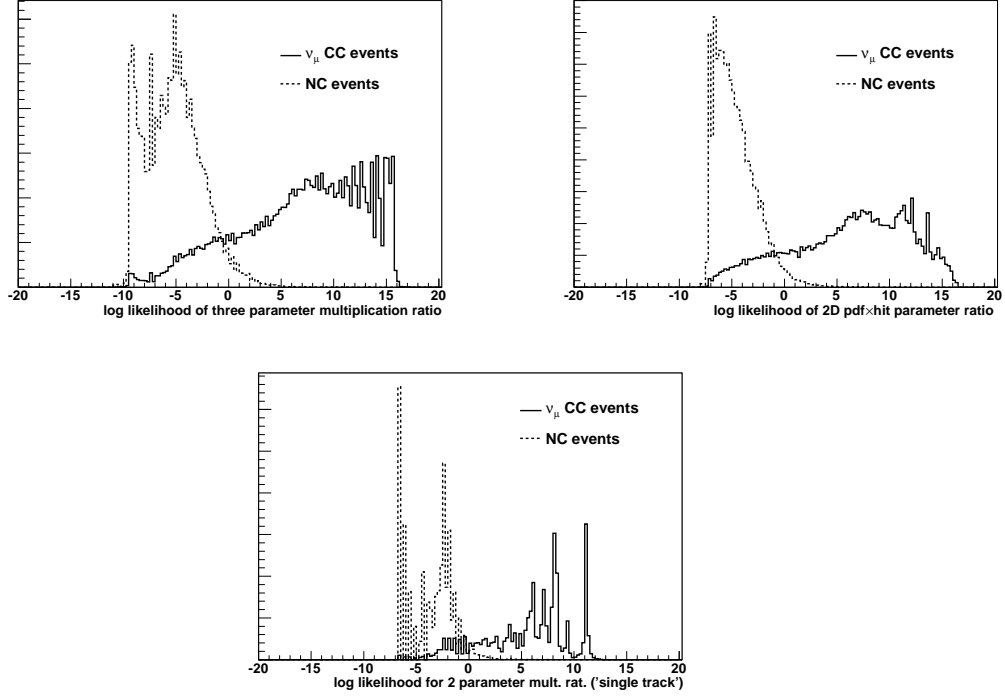 ν_μ CC events
NC events
-20 -15 -10 -5 0 5 10 15 20
log likelihood of three parameter multiplication ratio
ν_μ CC events
NC events
-20 -15 -10 -5 0 5 10 15 20
log likelihood of 2D pdf×hit parameter ratio
ν_μ CC events
NC events
-20 -15 -10 -5 0 5 10 15 20
log likelihood for 2 parameter mult. rat. ('single track')